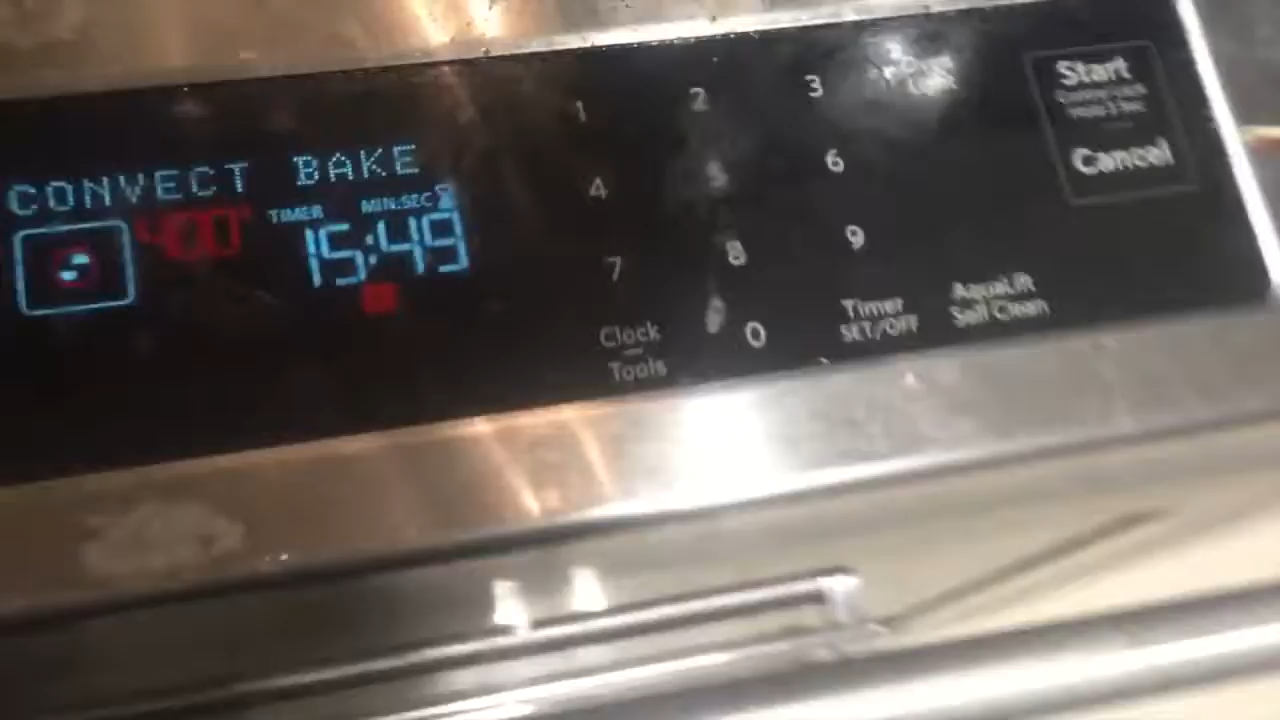 CONVECT BAKE
400°
TIMER MIN.SEC
15:49
1 2 3
4 5 6
7 8 9
0
Clock
Tools
Timer
SET/OFF
AquaLift
Self Clean
Start
Cancel